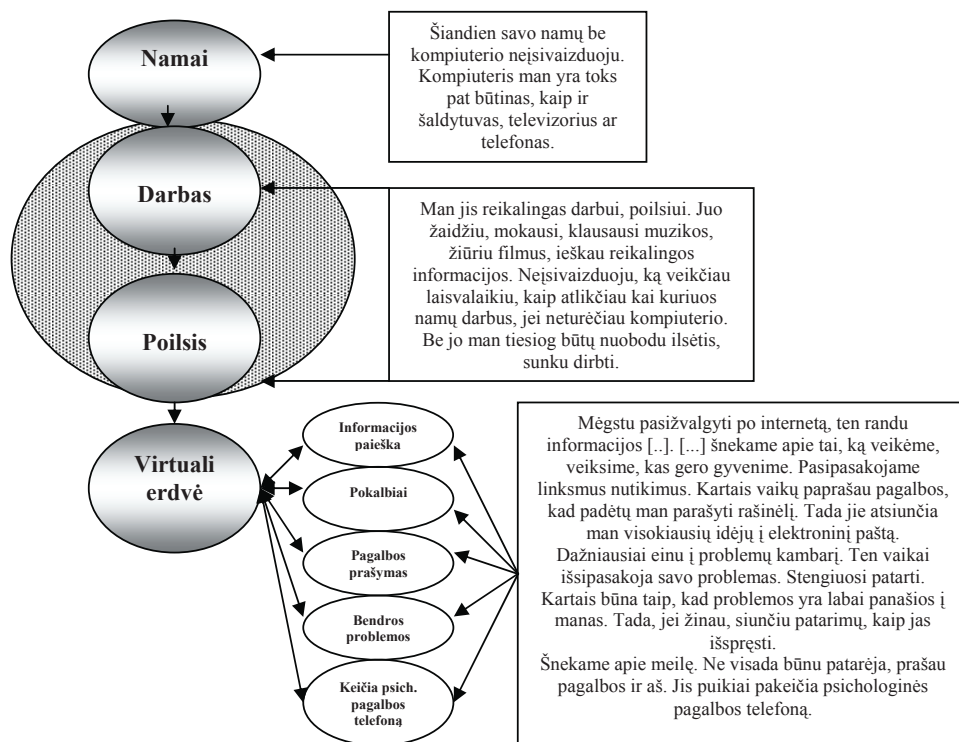 Namai
Šiandien savo namų be
kompiuterio neįsivaizduoju.
Kompiuteris man yra toks
pat būtinas, kaip ir
šaldytuvas, televizorius ar
telefonas.
Darbas
Poilsis
Man jis reikalingas darbui, poilsiui. Juo
žaidžiu, mokausi, klausausi muzikos,
žiūriu filmus, ieškau reikalingos
informacijos. Neįsivaizduoju, ką veikčiau
laisvalaikiu, kaip atlikčiau kai kuriuos
namų darbus, jei neturėčiau kompiuterio.
Be jo man tiesiog būtų nuobodu ilsėtis,
sunku dirbti.
Virtuali
erdvė
Informacijos
paieška
Pokalbiai
Pagalbos
prašymas
Bendros
problemos
Keičia psich.
pagalbos
telefoną
Mėgstu pasižvalgyti po internetą, ten randu
informacijos [..]. [...] šnekame apie tai, ką veikėme,
veiksime, kas gero gyvenime. Pasipasakojame
linksmus nutikimus. Kartais vaikų paprašau pagalbos,
kad padėtų man parašyti rašinėlį. Tada jie atsiunčia
man visokiausių idėjų į elektroninį paštą.
Dažniausiai einu į problemų kambarį. Ten vaikai
išsipasakoja savo problemas. Stengiuosi patarti.
Kartais būna taip, kad problemos yra labai panašios į
manas. Tada, jei žinau, siunčiu patarimų, kaip jas
išspręsti.
Šnekame apie meilę. Ne visada būnu patarėja, prašau
pagalbos ir aš. Jis puikiai pakeičia psichologinės
pagalbos telefoną.